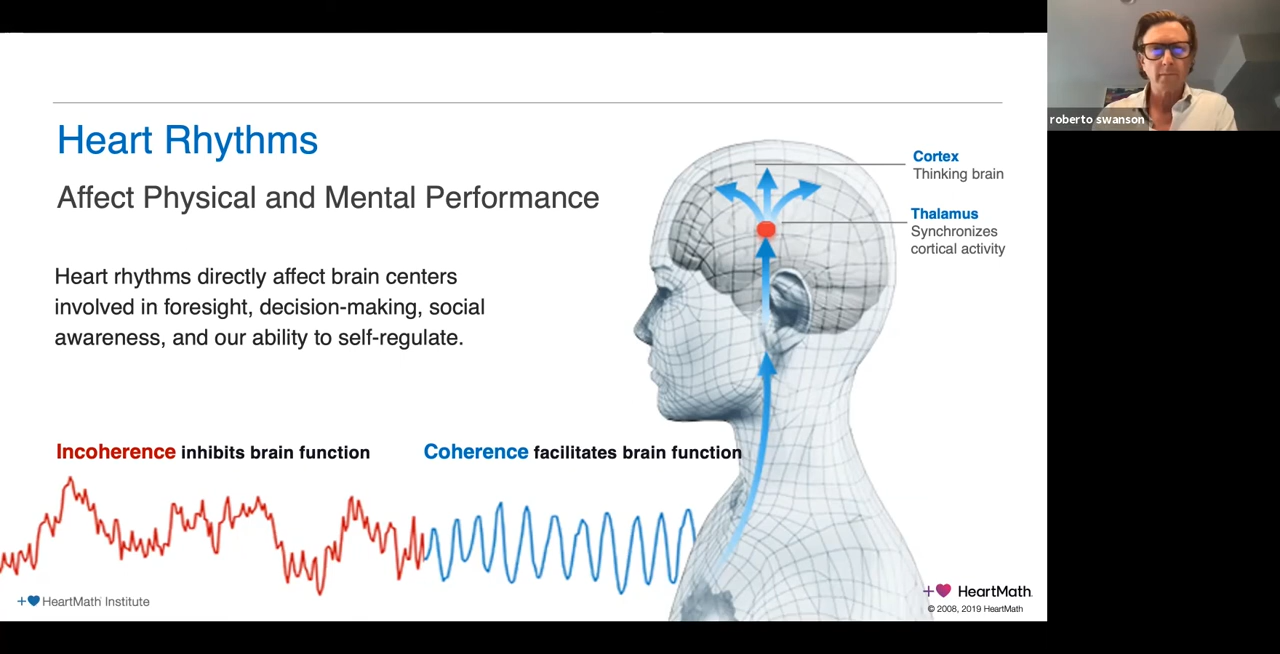 Heart Rhythms
Affect Physical and Mental Performance
Heart rhythms directly affect brain centers
involved in foresight, decision-making, social
awareness, and our ability to self-regulate.
Incoherence inhibits brain function
Coherence facilitates brain function
Cortex
Thinking brain
Thalamus
Synchronizes
cortical activity
HeartMath Institute
HeartMath
© 2008, 2019 HeartMath
roberto swanson